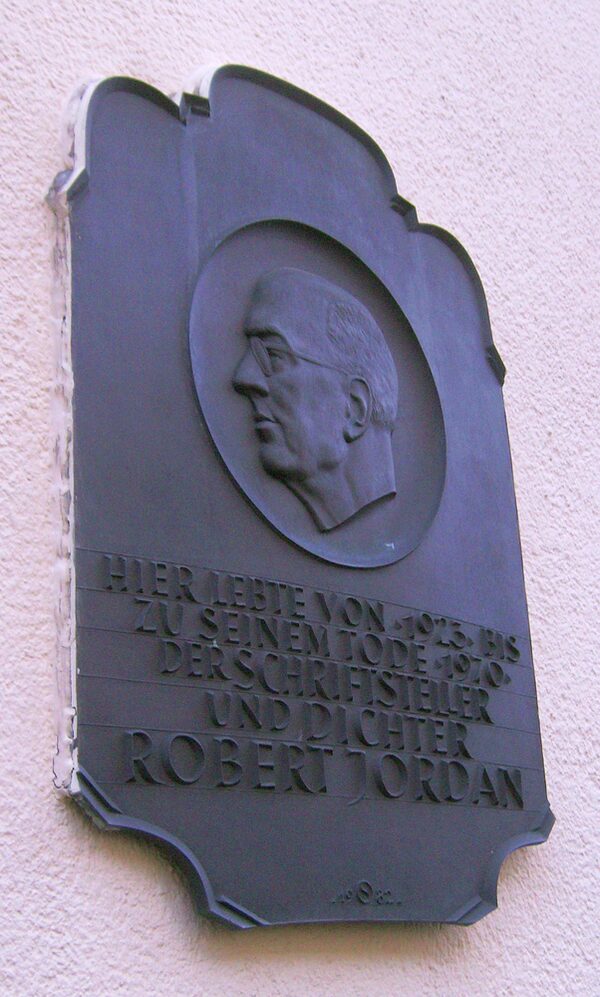 HIER LEBTE VON •1923• BIS
ZU SEINEM TODE •1970•
DER SCHRIFTSTELLER
UND DICHTER
ROBERT JORDAN